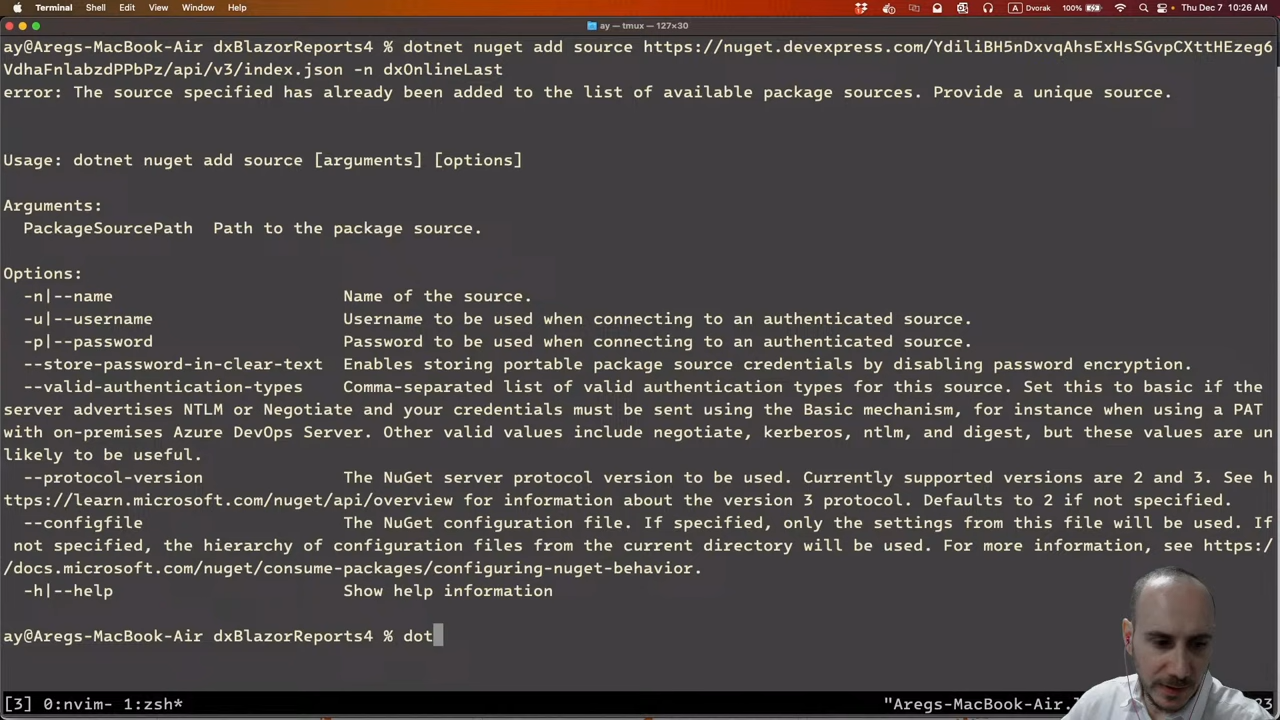 Terminal Shell Edit View Window Help Dvorak 100% Thu Dec 7 10:26 AM
ay — tmux — 127×30
ay@Aregs-MacBook-Air dxBlazorReports4 % dotnet nuget add source https://nuget.devexpress.com/YdiliBH5nDxvqAhsExHsSGvpCXttHEzeg6
VdhaFnlabzdPPbPz/api/v3/index.json -n dxOnlineLast
error: The source specified has already been added to the list of available package sources. Provide a unique source.
Usage: dotnet nuget add source [arguments] [options]
Arguments:
PackageSourcePath  Path to the package source.
Options:
-n|--name Name of the source.
-u|--username Username to be used when connecting to an authenticated source.
-p|--password Password to be used when connecting to an authenticated source.
--store-password-in-clear-text Enables storing portable package source credentials by disabling password encryption.
--valid-authentication-types Comma-separated list of valid authentication types for this source. Set this to basic if the
server advertises NTLM or Negotiate and your credentials must be sent using the Basic mechanism, for instance when using a PAT
with on-premises Azure DevOps Server. Other valid values include negotiate, kerberos, ntlm, and digest, but these values are un
likely to be useful.
--protocol-version The NuGet server protocol version to be used. Currently supported versions are 2 and 3. See h
ttps://learn.microsoft.com/nuget/api/overview for information about the version 3 protocol. Defaults to 2 if not specified.
--configfile The NuGet configuration file. If specified, only the settings from this file will be used. If
not specified, the hierarchy of configuration files from the current directory will be used. For more information, see https:/
/docs.microsoft.com/nuget/consume-packages/configuring-nuget-behavior.
-h|--help Show help information
ay@Aregs-MacBook-Air dxBlazorReports4 % dot
[3] 0:nvim- 1:zsh* "Aregs-MacBook-Air.